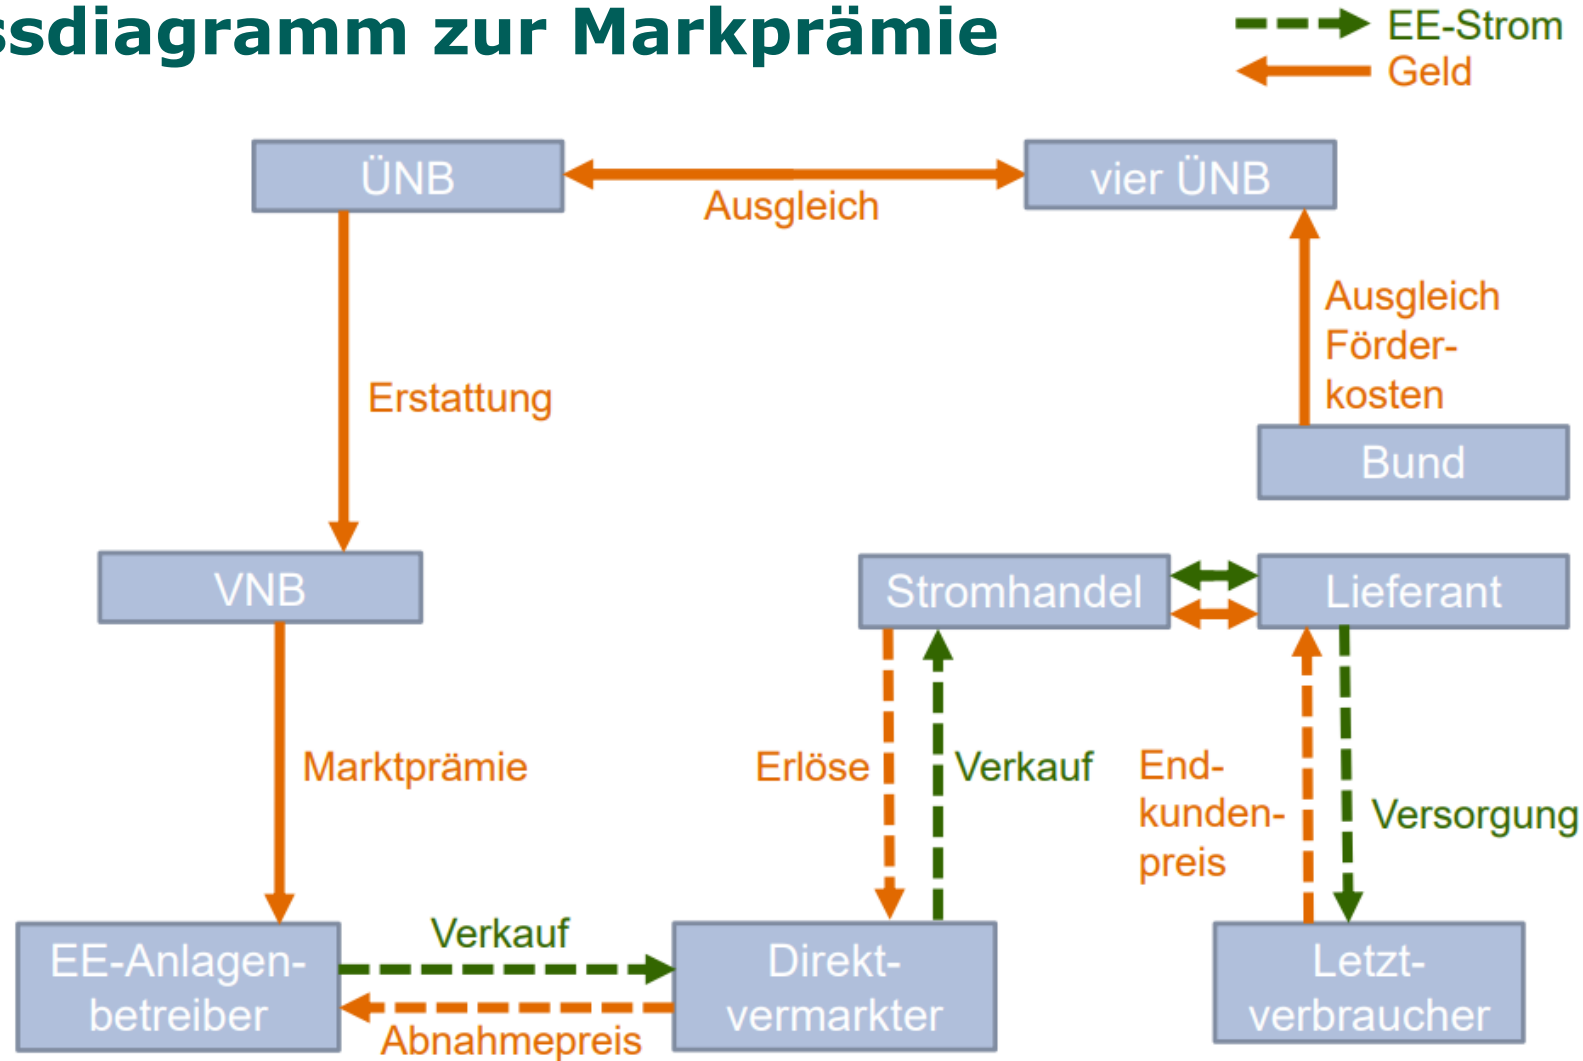 ssdiagramm zur Markprämie
EE-Strom
Geld
ÜNB
vier ÜNB
Ausgleich
Ausgleich
Förder-
kosten
Erstattung
Bund
VNB
Stromhandel
Lieferant
Marktprämie
Erlöse
Verkauf
End-
kunden-
preis
Versorgung
EE-Anlagen-
betreiber
Verkauf
Abnahmepreis
Direkt-
vermarkter
Letzt-
verbraucher